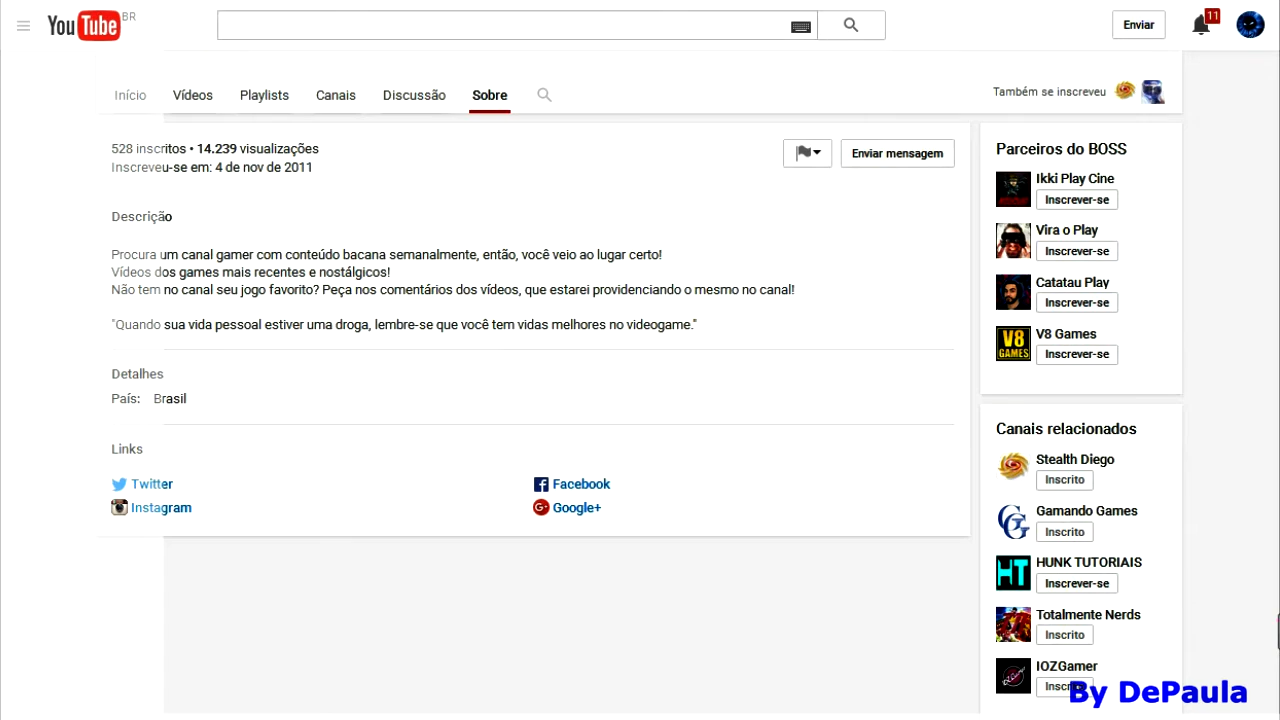 YouTube BR
Enviar
11
Início Vídeos Playlists Canais Discussão Sobre
Também se inscreveu
528 inscritos • 14.239 visualizações
Inscreveu-se em: 4 de nov de 2011
Enviar mensagem
Descrição
Procura um canal gamer com conteúdo bacana semanalmente, então, você veio ao lugar certo!
Vídeos dos games mais recentes e nostálgicos!
Não tem no canal seu jogo favorito? Peça nos comentários dos vídeos, que estarei providenciando o mesmo no canal!
"Quando sua vida pessoal estiver uma droga, lembre-se que você tem vidas melhores no videogame."
Detalhes
País: Brasil
Links
Twitter
Facebook
Instagram
Google+
Parceiros do BOSS
Ikki Play Cine
Inscrever-se
Vira o Play
Inscrever-se
Catatau Play
Inscrever-se
V8 GAMES
V8 Games
Inscrever-se
Canais relacionados
Stealth Diego
Inscrito
Gamando Games
Inscrito
HT
HUNK TUTORIAIS
Inscrever-se
Totalmente Nerds
Inscrito
IOZGamer
Inscrito
By DePaula